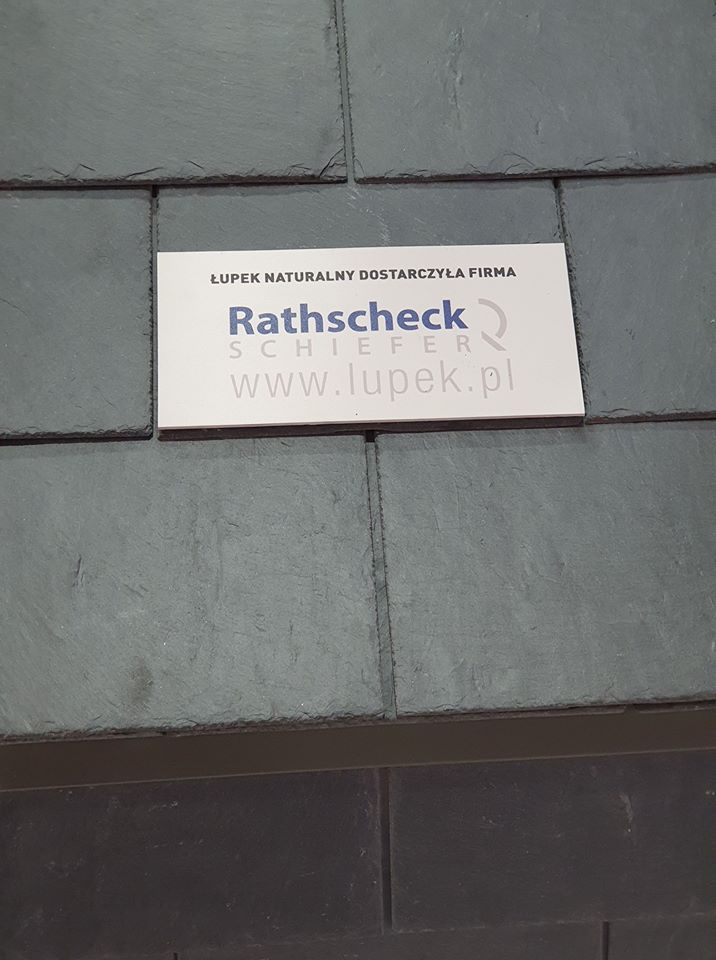 ŁUPEK NATURALNY DOSTARCZYŁA FIRMA
Rathscheck
SCHIEFER
www.lupek.pl